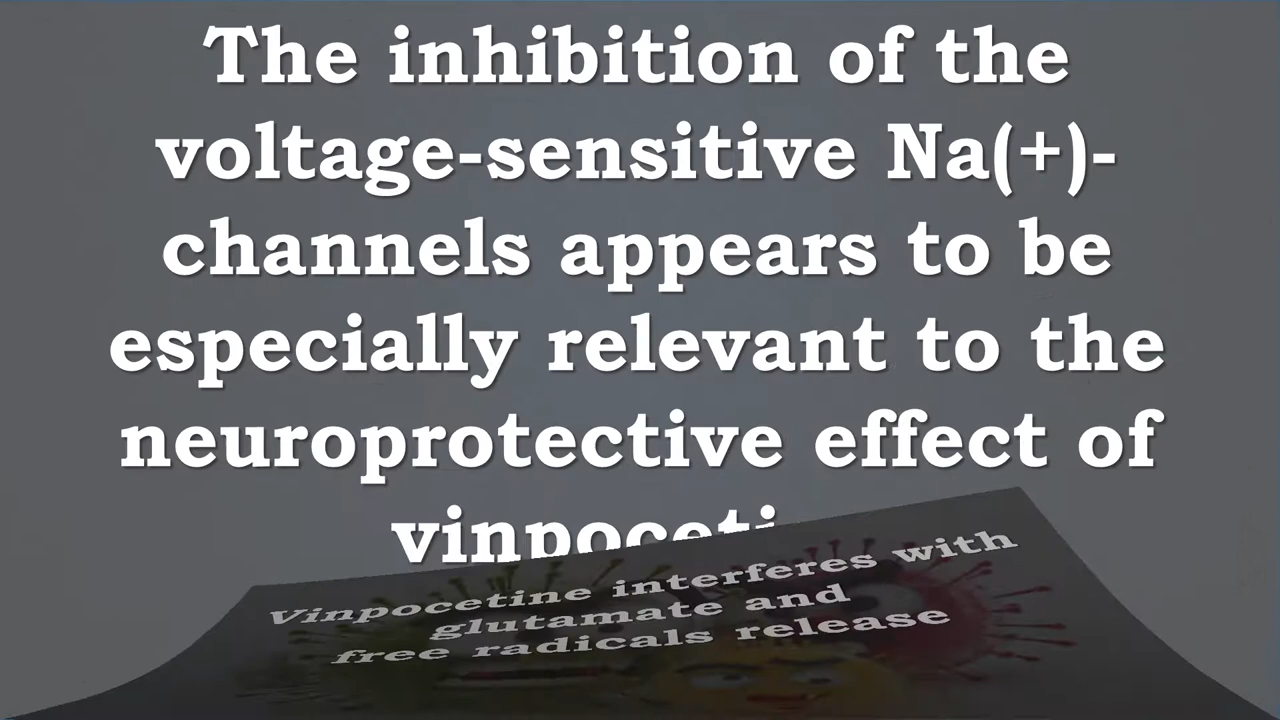 The inhibition of the
voltage-sensitive Na(+)-
channels appears to be
especially relevant to the
neuroprotective effect of
Vinpocetine interferes with
glutamate and
free radicals release